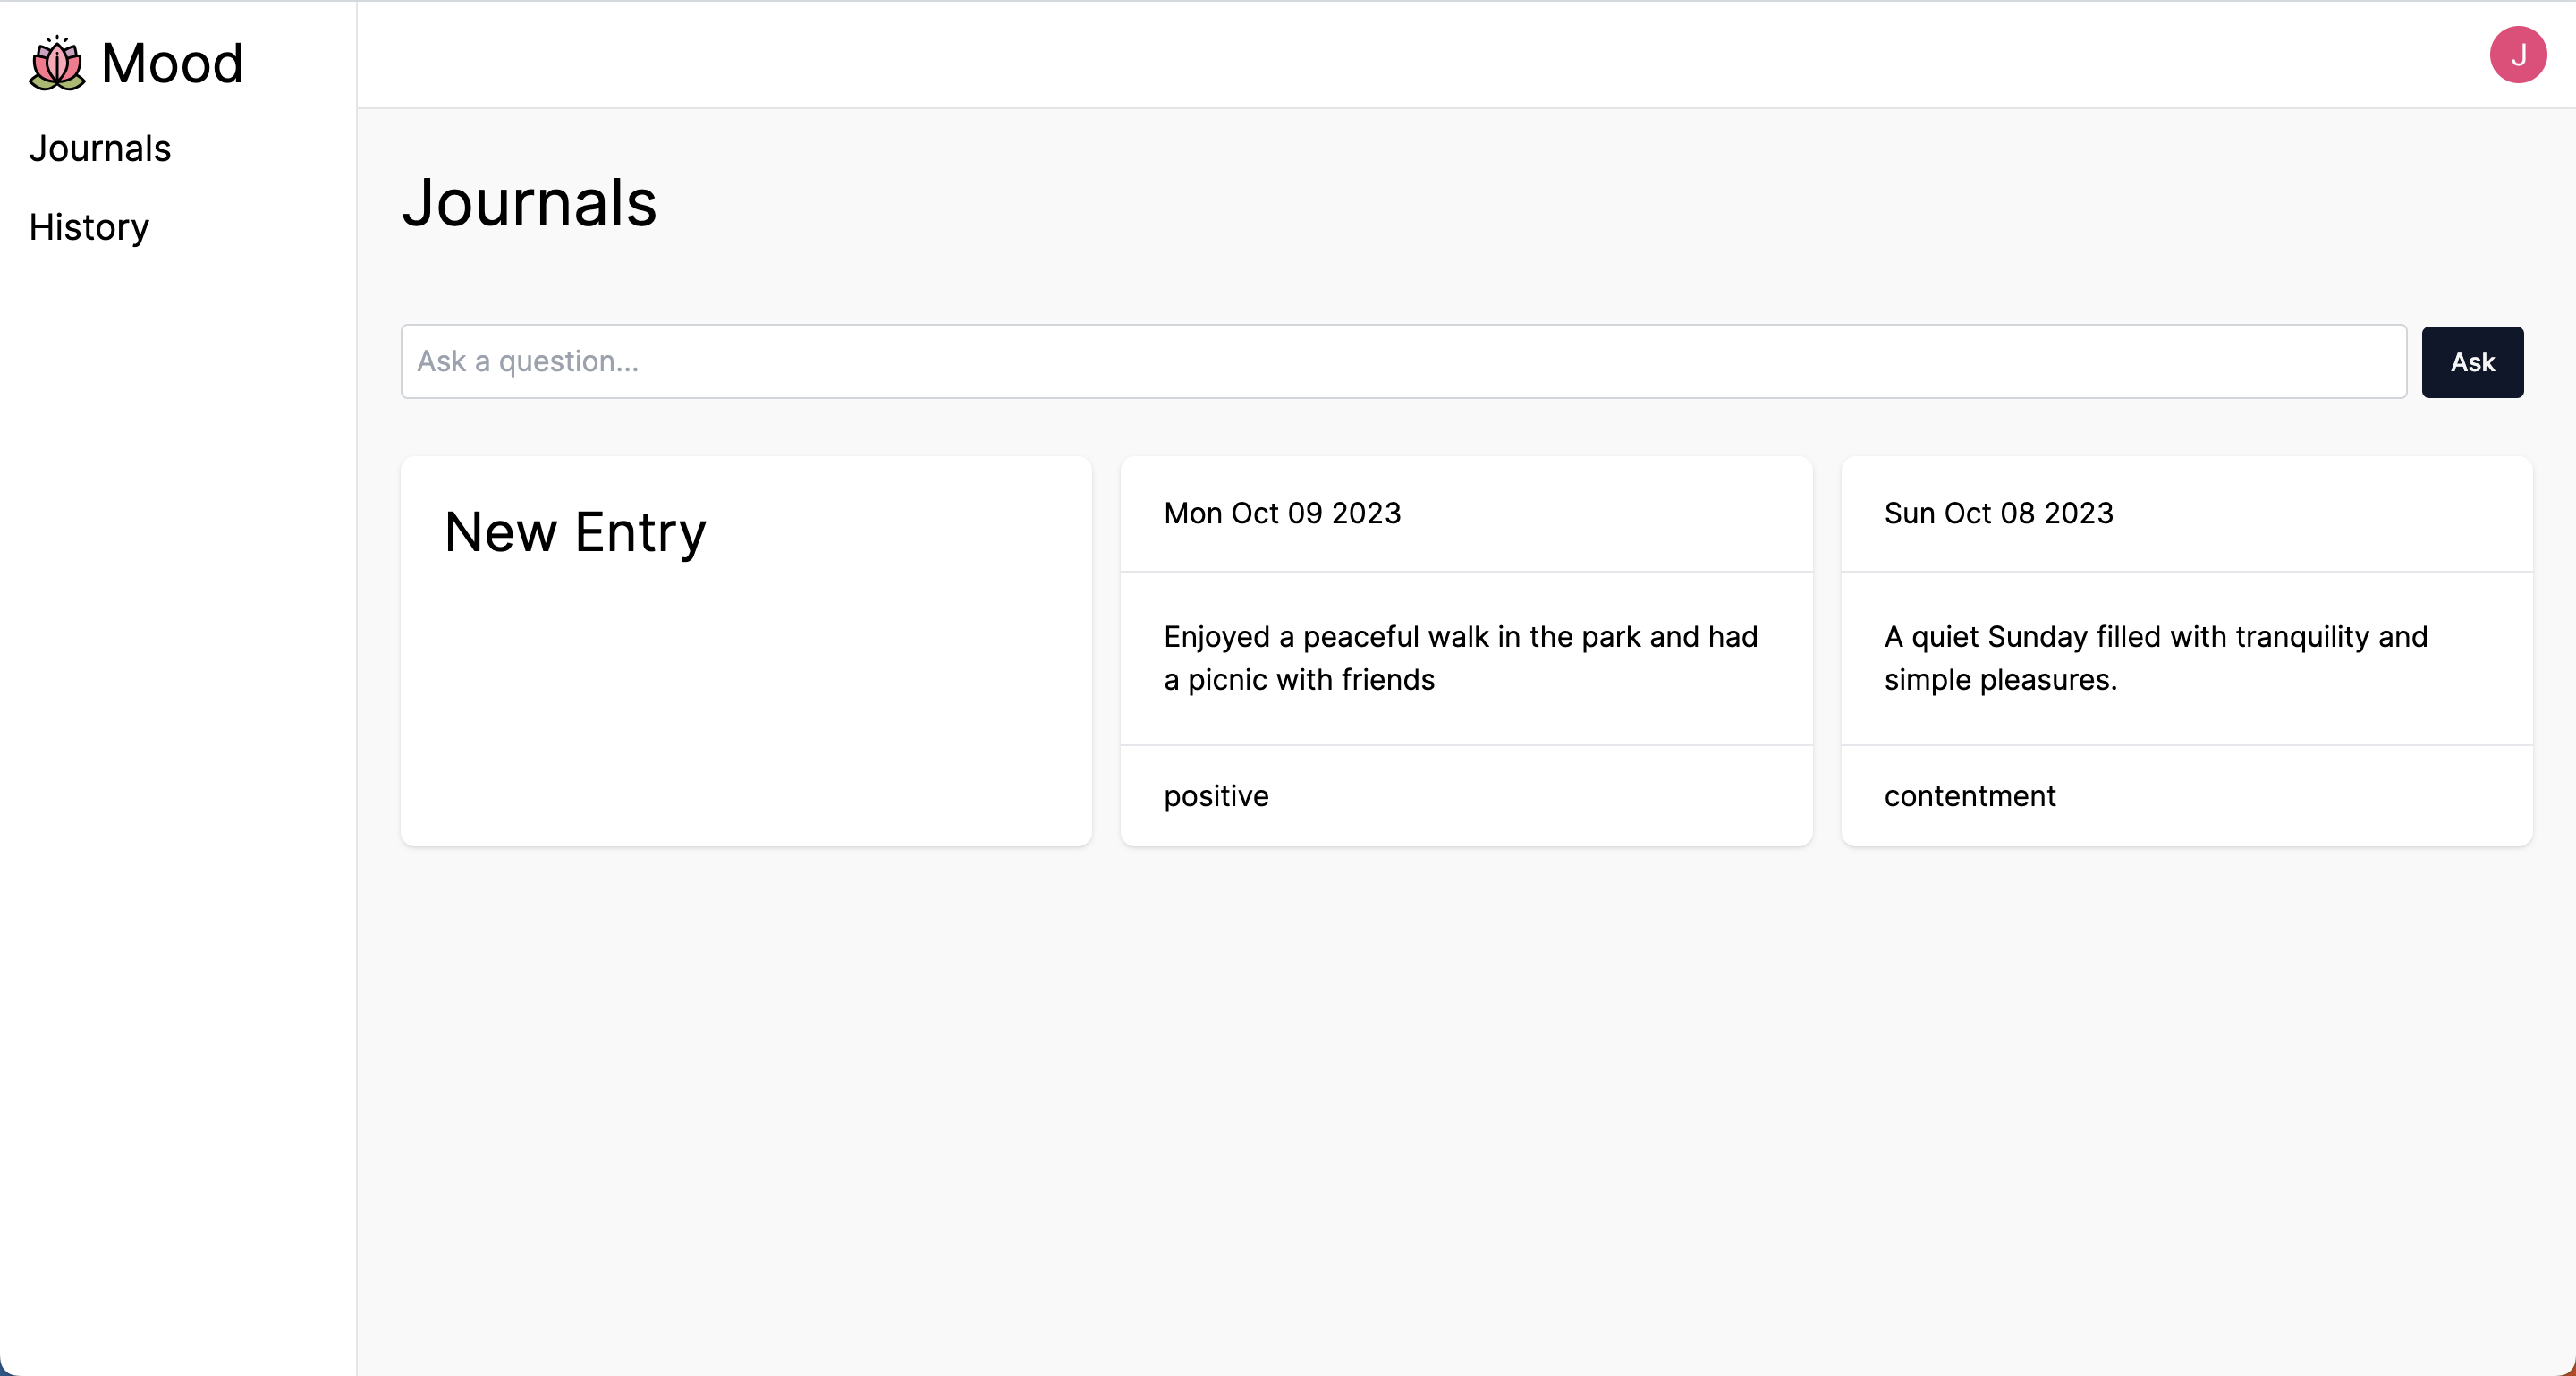 Mood
Journals
History
J
Journals
Ask a question...
Ask
New Entry
Mon Oct 09 2023
Enjoyed a peaceful walk in the park and had
a picnic with friends
positive
Sun Oct 08 2023
A quiet Sunday filled with tranquility and
simple pleasures.
contentment